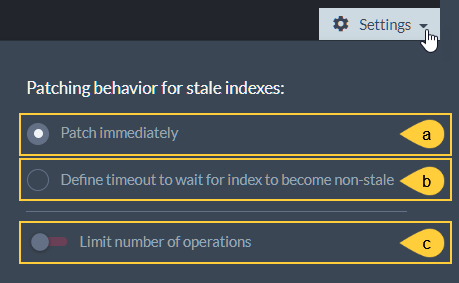 Settings
Patching behavior for stale indexes:
Patch immediately
a
Define timeout to wait for index to become non-stale
b
Limit number of operations
c